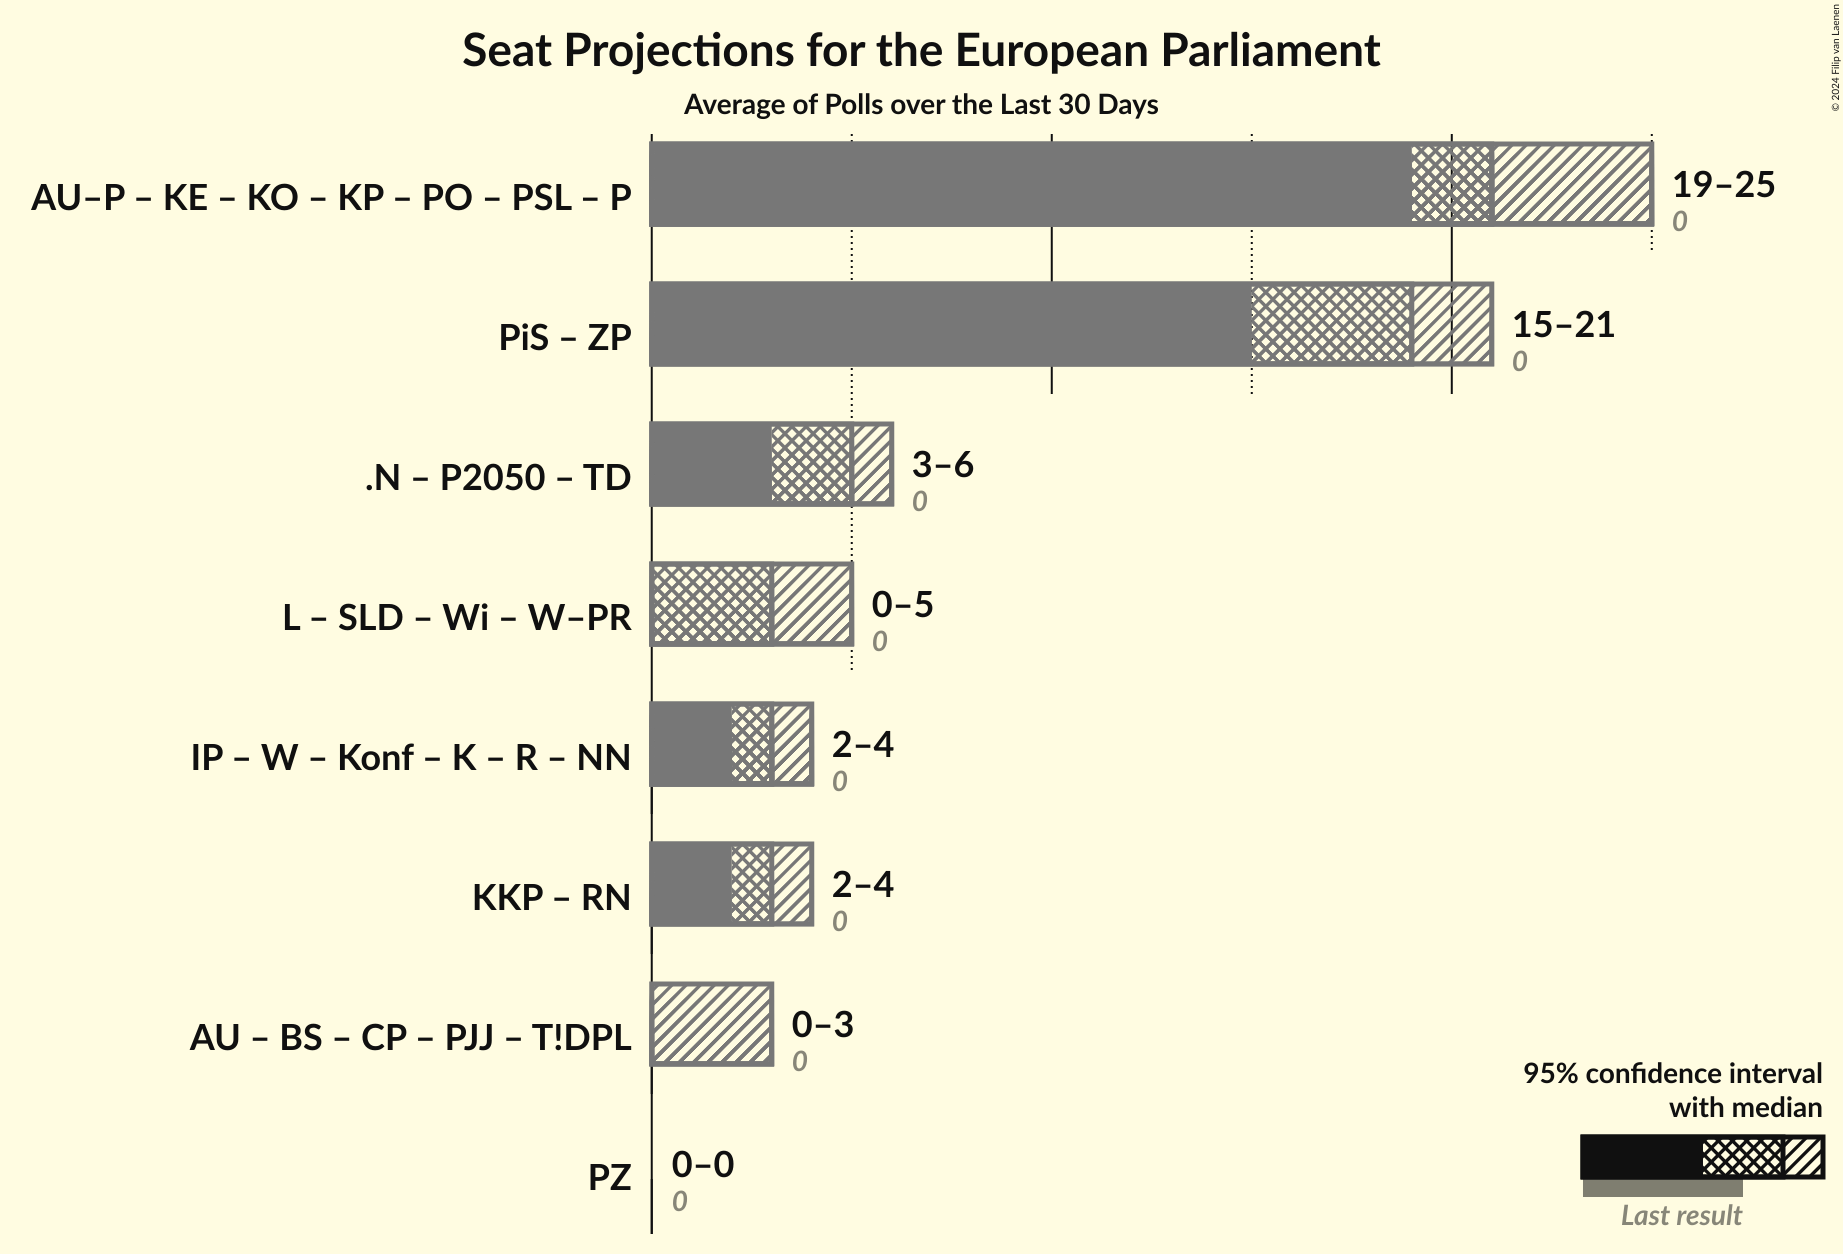 Seat Projections for the European Parliament
Average of Polls over the Last 30 Days
© 2024 Filip van Laenen
AU–P – KE – KO – KP – PO – PSL – P
19–25
0
PiS – ZP
15–21
0
.N – P2050 – TD
3–6
0
L – SLD – Wi – W–PR
0–5
0
IP – W – Konf – K – R – NN
2–4
0
KKP – RN
2–4
0
AU – BS – CP – PJJ – T!DPL
0–3
0
PZ
0–0
0
95% confidence interval
with median
Last result